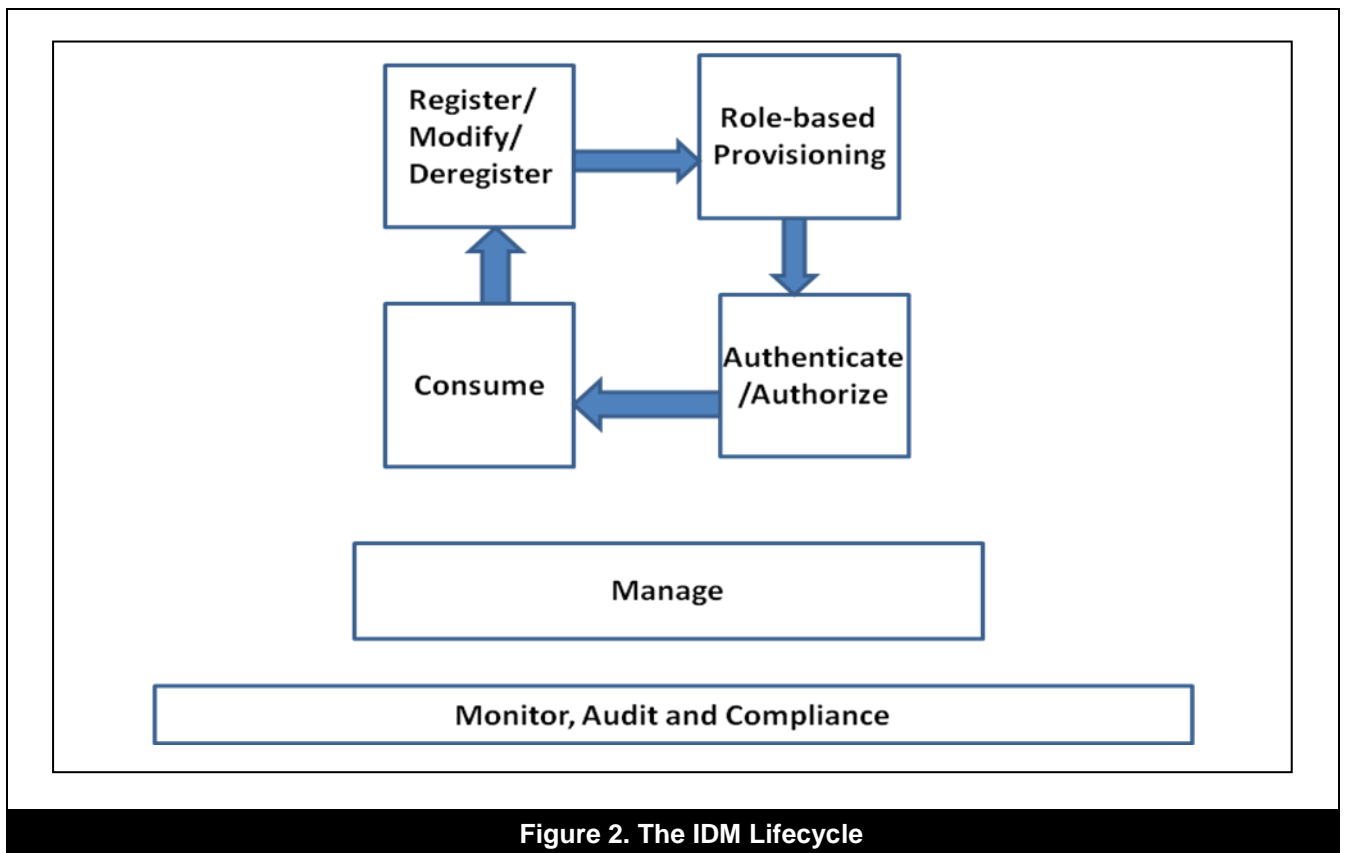 Register/
Modify/
Deregister
Role-based
Provisioning
Consume
Authenticate
/Authorize
Manage
Monitor, Audit and Compliance
Figure 2. The IDM Lifecycle